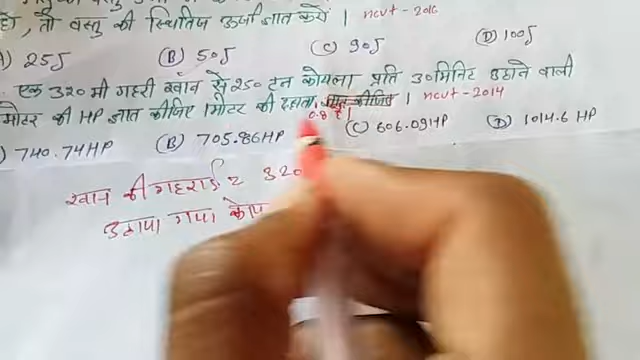 हो, तो वस्तु की स्थितिज ऊर्जा ज्ञात करो । ncvt-2016
25J (B) 50J (C) 90J (D) 100J
एक 320 मी गहरी खान से 250 टन कोयला प्रति 30 मिनिट उठाने वाली
मोटर की HP ज्ञात कीजिए । मोटर की दक्षता 0.8 है । ncvt-2014
740.74HP (B) 705.86HP (C) 606.09HP (D) 1014.6 HP
खान की गहराई = 320
उठाया गया